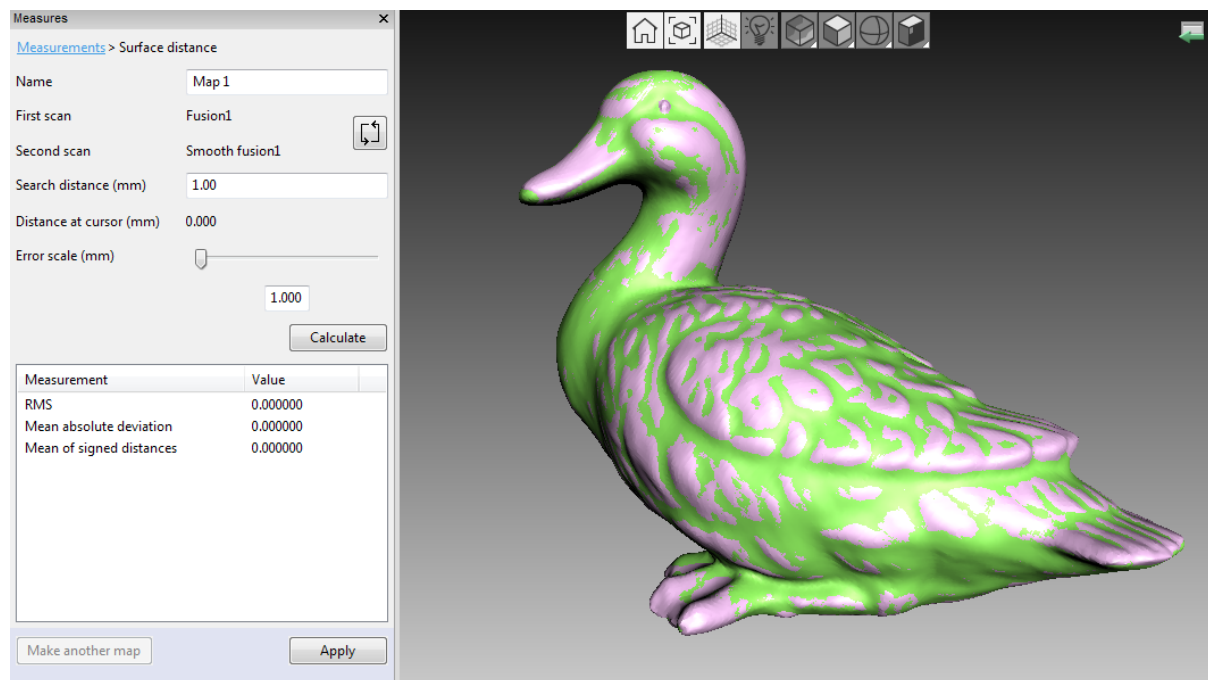 Measures
Measurements > Surface distance
Name Map 1
First scan Fusion1
Second scan Smooth fusion1
Search distance (mm) 1.00
Distance at cursor (mm) 0.000
Error scale (mm)
1.000
Calculate
Measurement Value
RMS 0.000000
Mean absolute deviation 0.000000
Mean of signed distances 0.000000
Make another map Apply